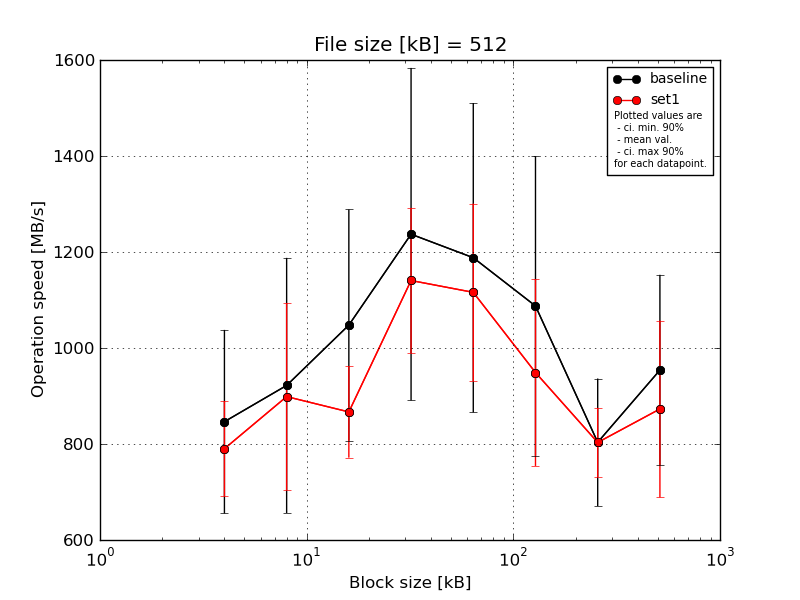 File size [kB] = 512
1600
1400
1200
1000
800
600
Operation speed [MB/s]
baseline
set1
Plotted values are
- ci. min. 90%
- mean val.
- ci. max 90%
for each datapoint.
10^0 10^1 10^2 10^3
Block size [kB]